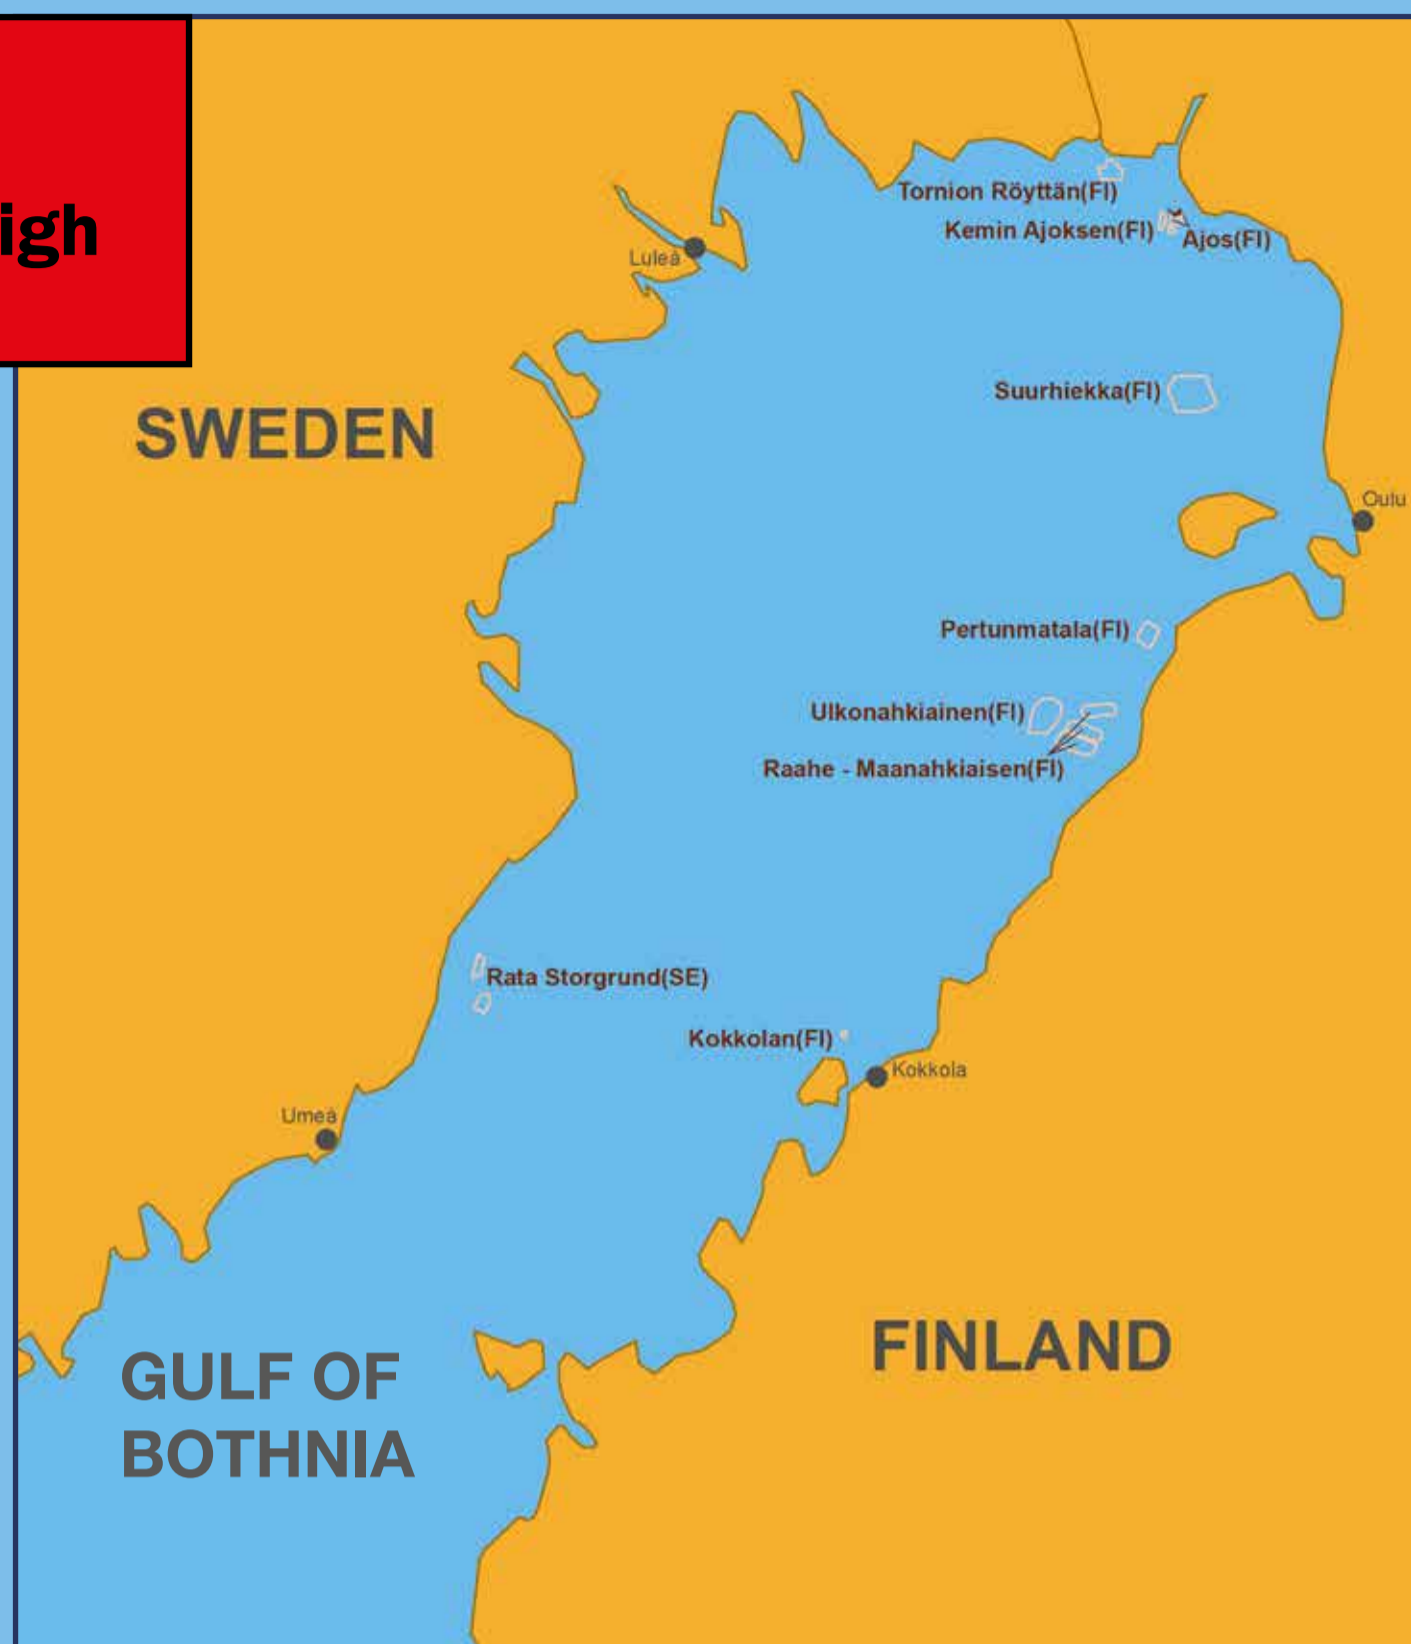 igh
Tornion Röyttän(FI)
Kemin Ajoksen(FI)
Ajos(FI)
Luleå
Suurhiekka(FI)
SWEDEN
Oulu
Pertunmatala(FI)
Ulkonahkiainen(FI)
Raahe - Maanahkiaisen(FI)
Rata Storgrund(SE)
Kokkolan(FI)
Kokkola
Umeå
FINLAND
GULF OF
BOTHNIA